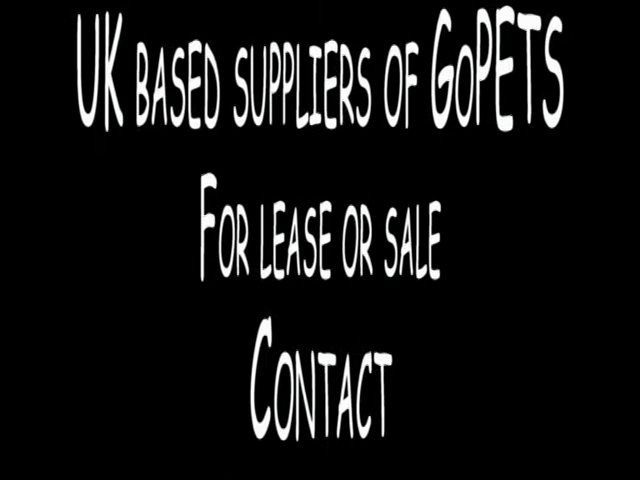 UK BASED SUPPLIERS OF GOPETS
FOR LEASE OR SALE
CONTACT